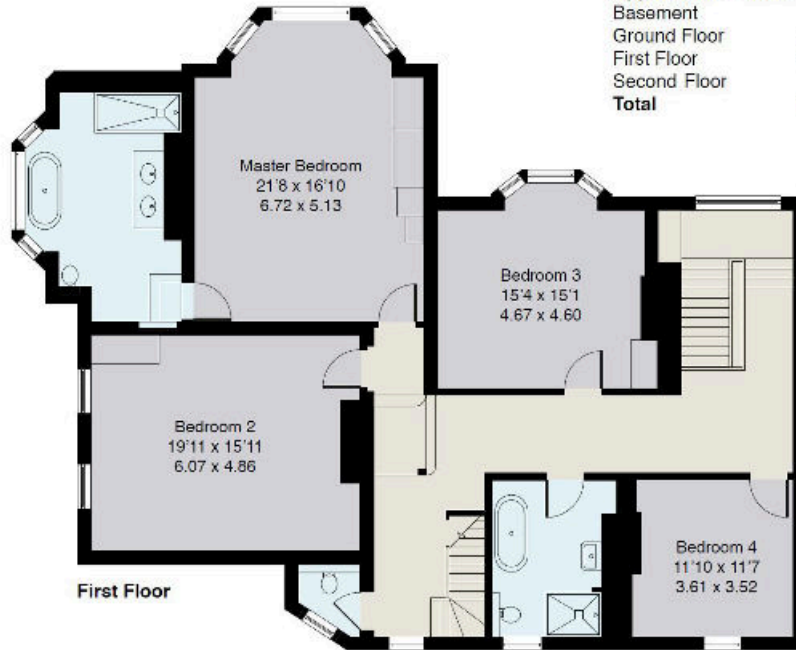 Basement
Ground Floor
First Floor
Second Floor
Total
Master Bedroom
21'8 x 16'10
6.72 x 5.13
Bedroom 3
15'4 x 15'1
4.67 x 4.60
Bedroom 2
19'11 x 15'11
6.07 x 4.86
Bedroom 4
11'10 x 11'7
3.61 x 3.52
First Floor